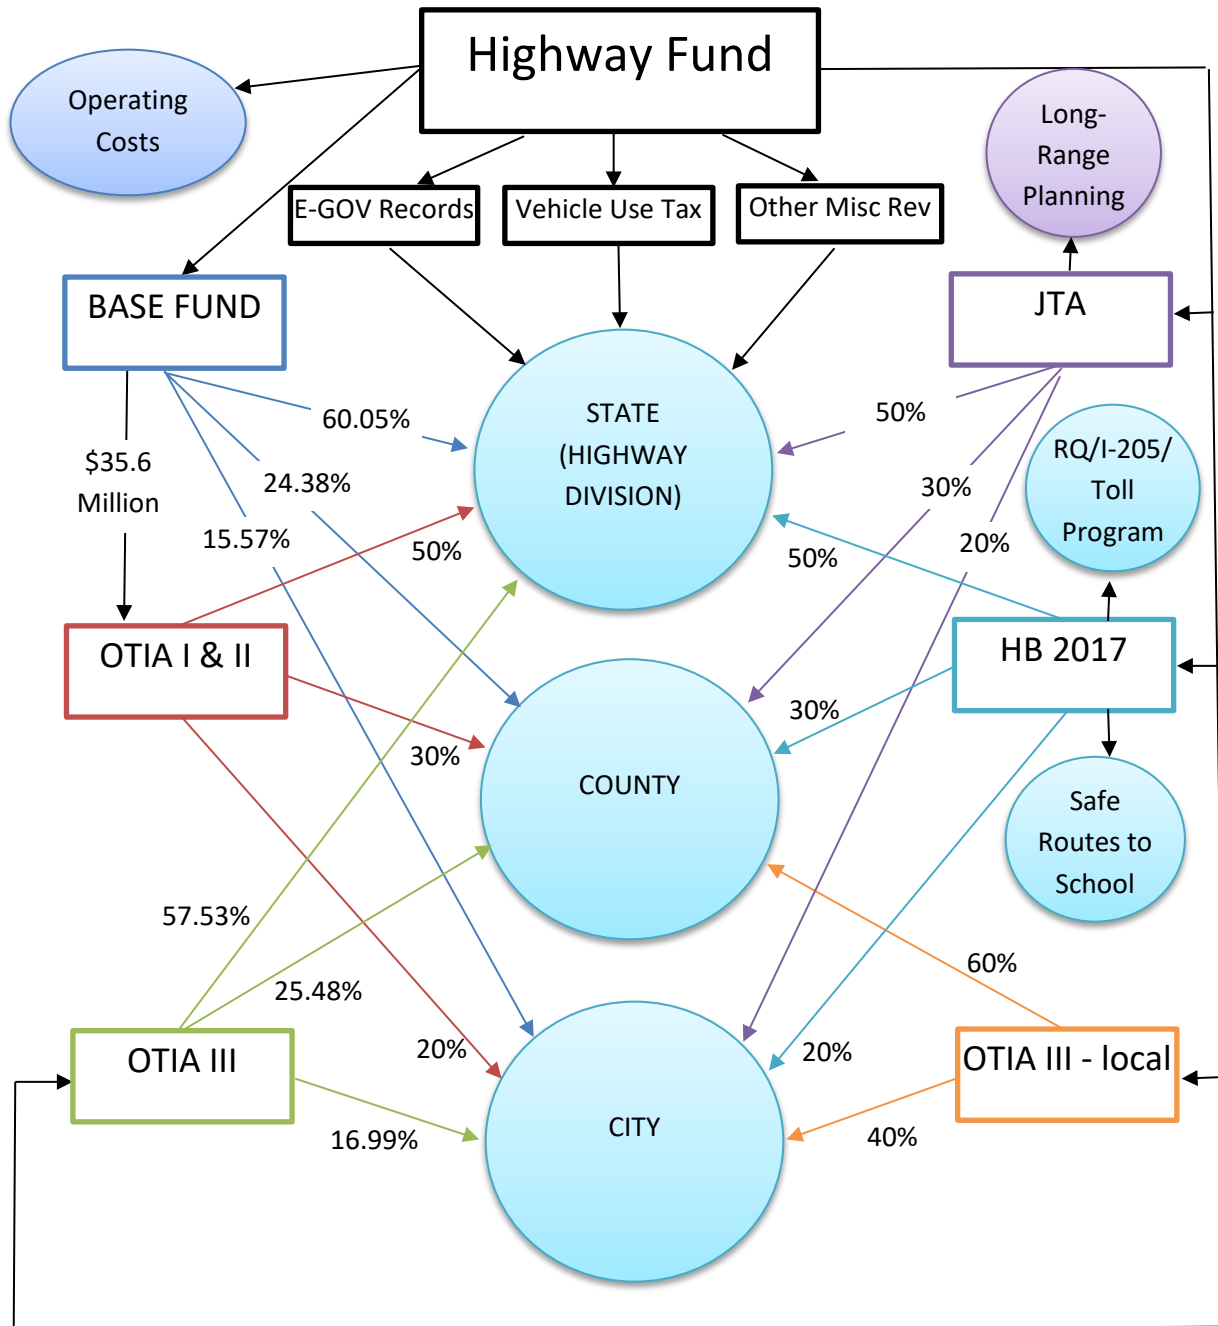 Highway Fund
Operating
Costs
Long-
Range
Planning
E-GOV Records
Vehicle Use Tax
Other Misc Rev
BASE FUND
JTA
STATE
(HIGHWAY
DIVISION)
60.05%
50%
$35.6
Million
24.38%
30%
RQ/I-205/
Toll
Program
15.57%
50%
50%
20%
OTIA I & II
HB 2017
30%
30%
COUNTY
Safe
Routes to
School
57.53%
25.48%
60%
OTIA III
20%
20%
OTIA III - local
16.99%
CITY
40%